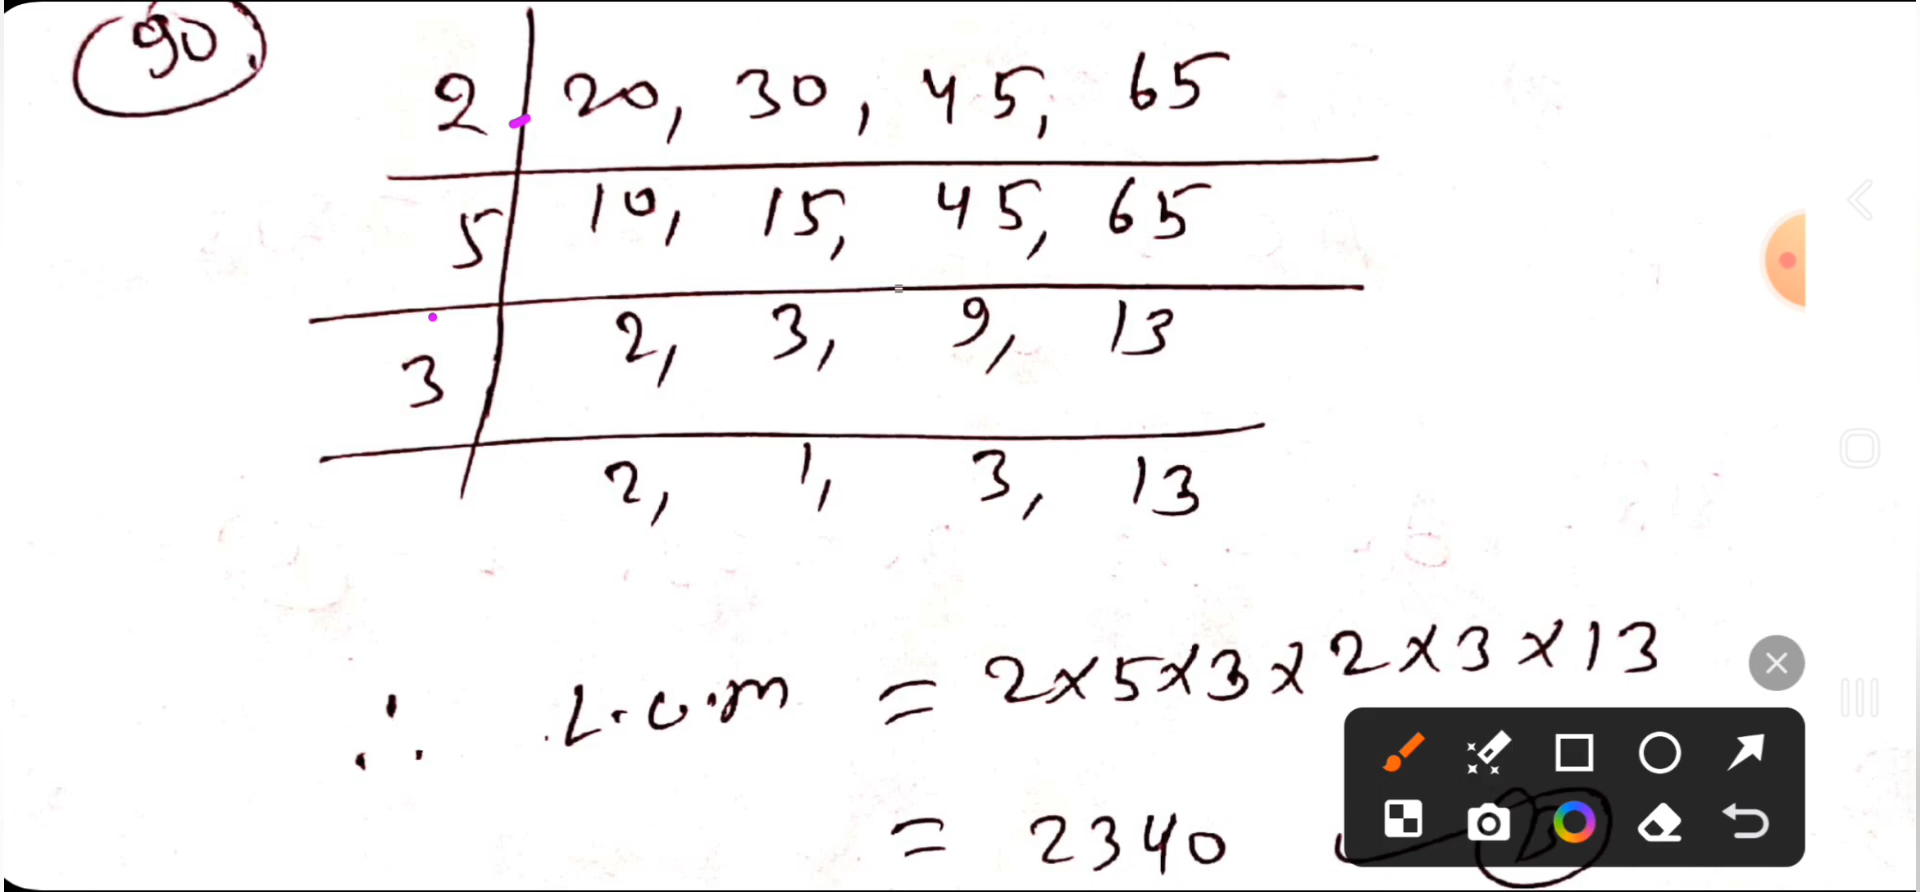 90.
2 20, 30, 45, 65
5 10, 15, 45, 65
3 2, 3, 9, 13
2, 1, 3, 13
∴ L.C.M = 2×5×3×2×3×13
= 2340